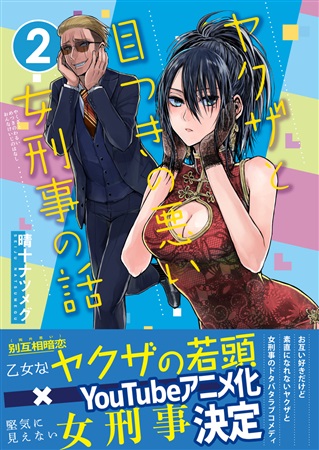 ヤクザと
目つきの悪い
女刑事の話
2
晴十ナツメグ
お互い好きだけど
素直になれないヤクザと
女刑事のドタバタラブコメディ
別互相暗恋
乙女な
ヤクザの若頭
×
YouTubeアニメ化
堅気に
見えない
女刑事
決定